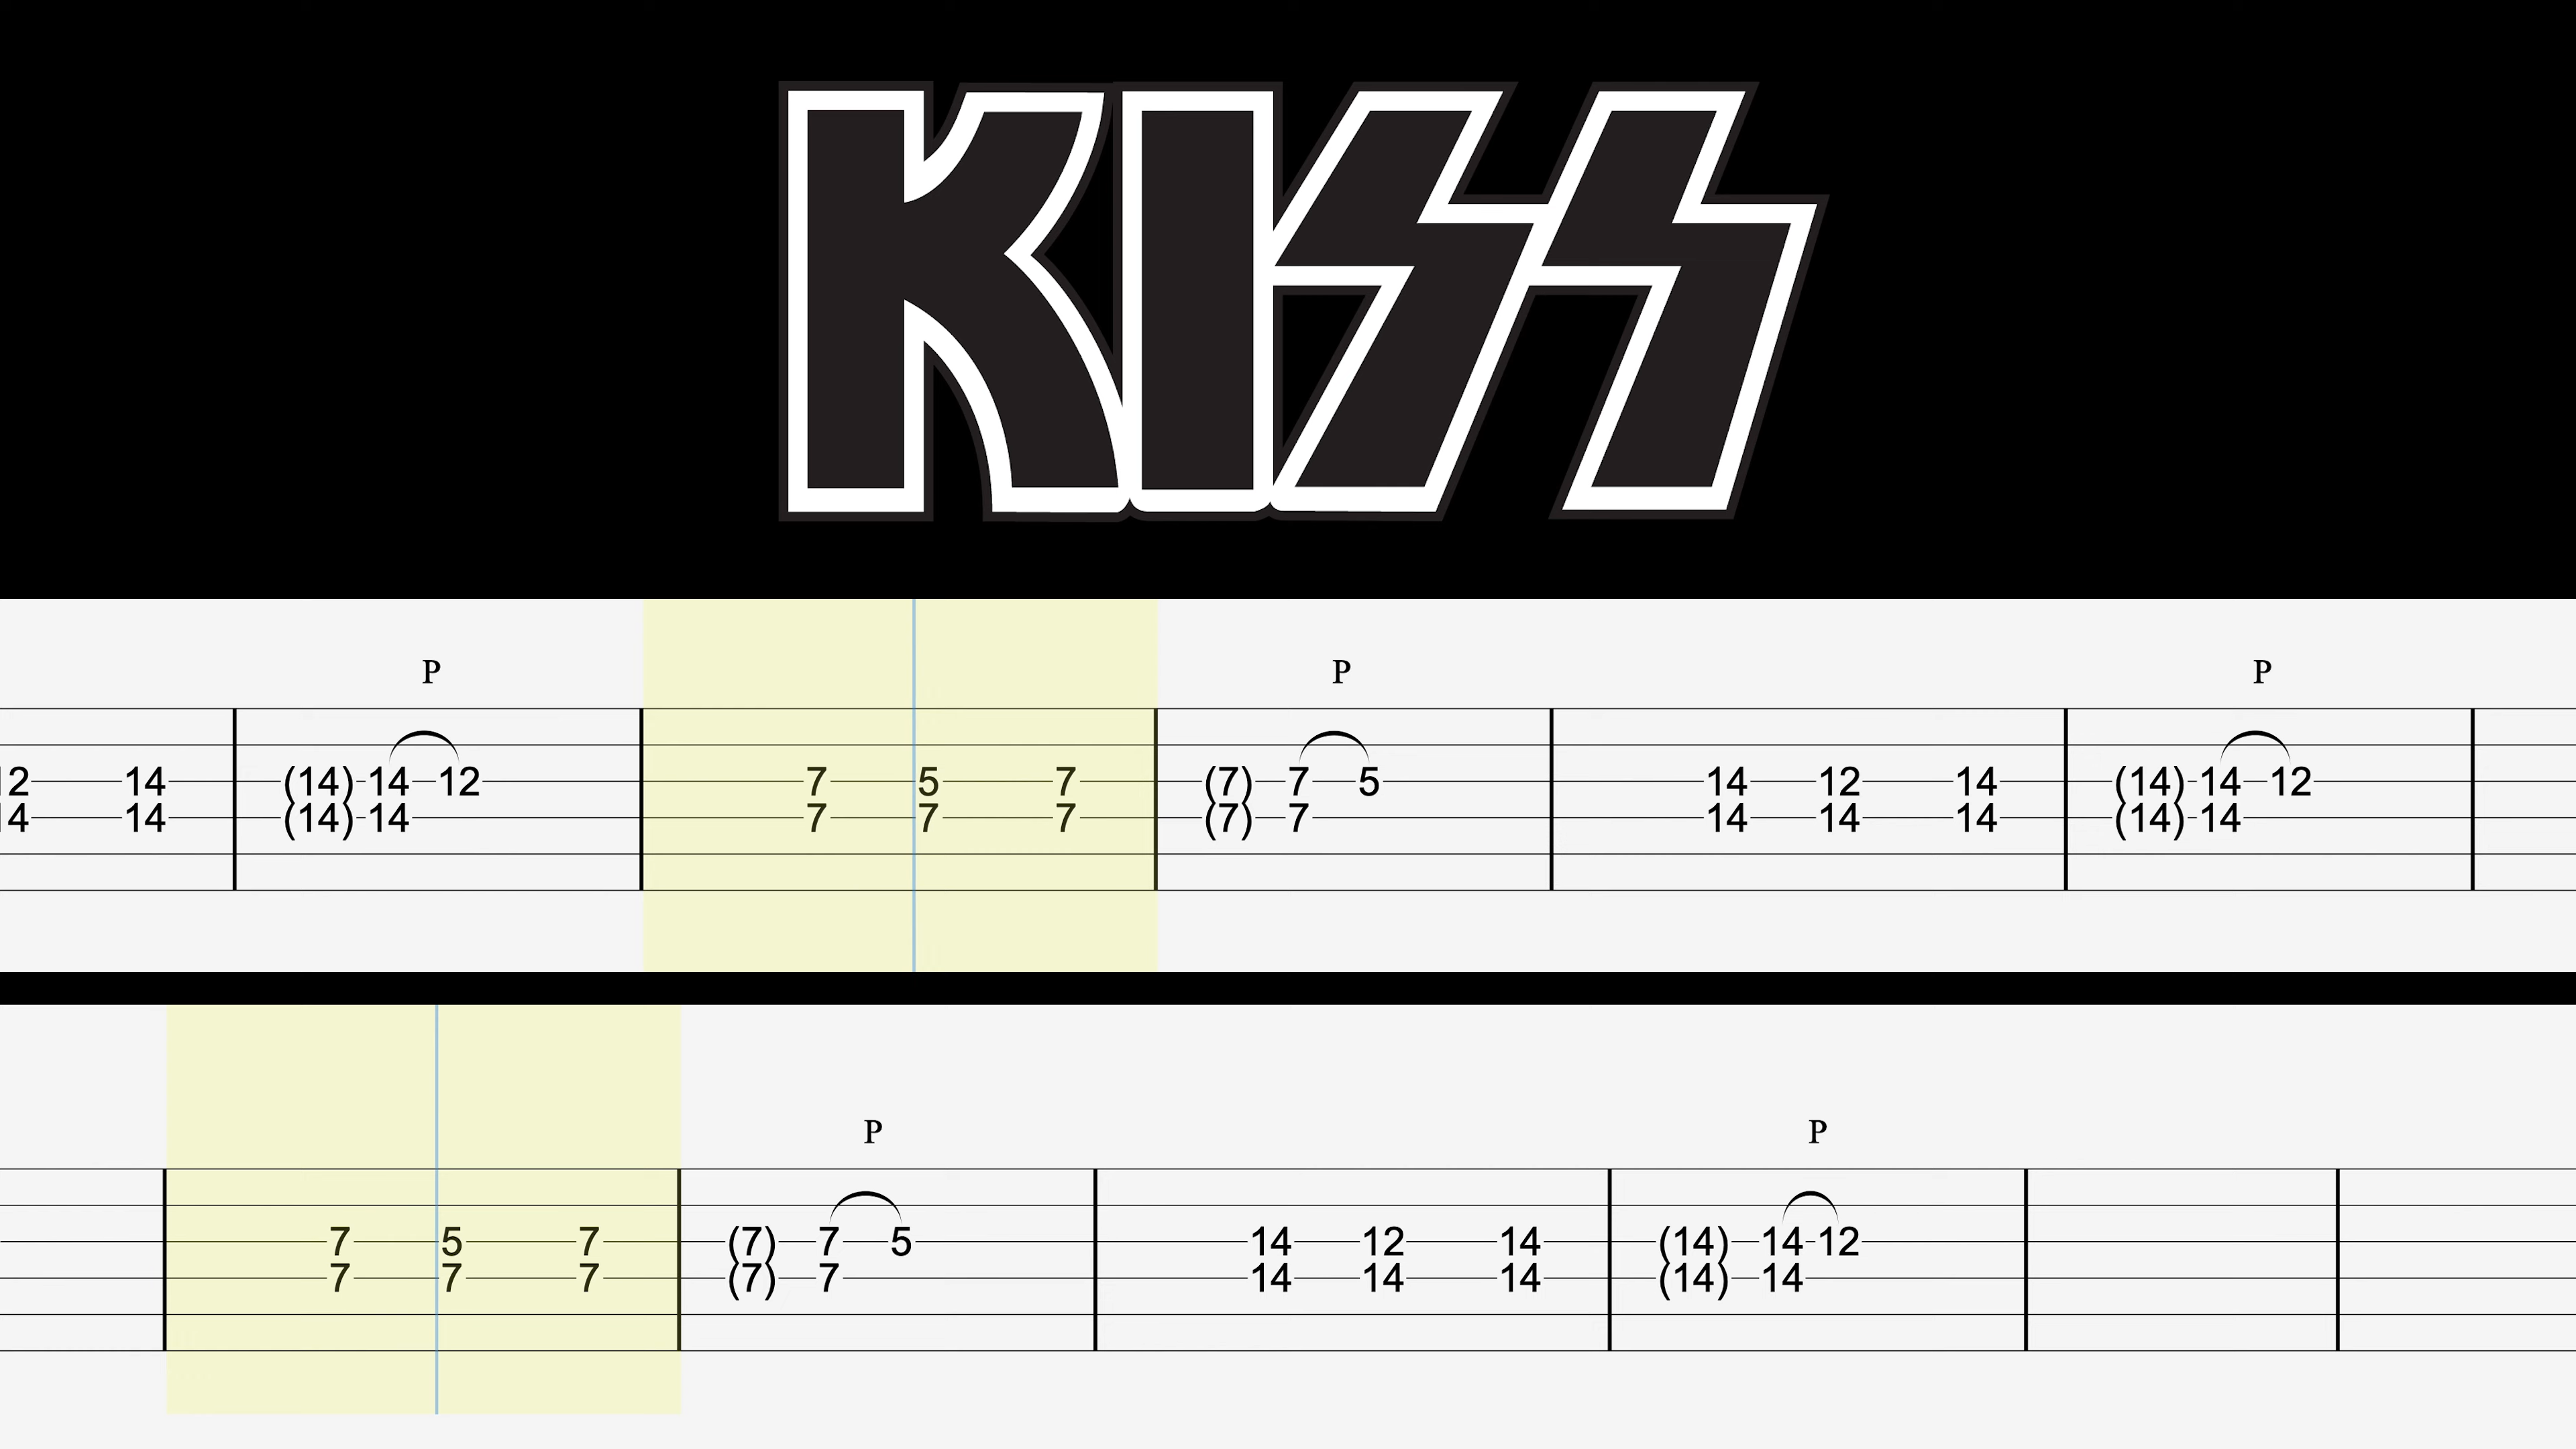 KISS
P P P
2 14 (14) 14 12 7 5 7 (7) 7 5 14 12 14 (14) 14 12
4 14 (14) 14 7 7 7 (7) 7 14 14 14 (14) 14
P P
7 5 7 (7) 7 5 14 12 14 (14) 14 12
7 7 7 (7) 7 14 14 14 (14) 14